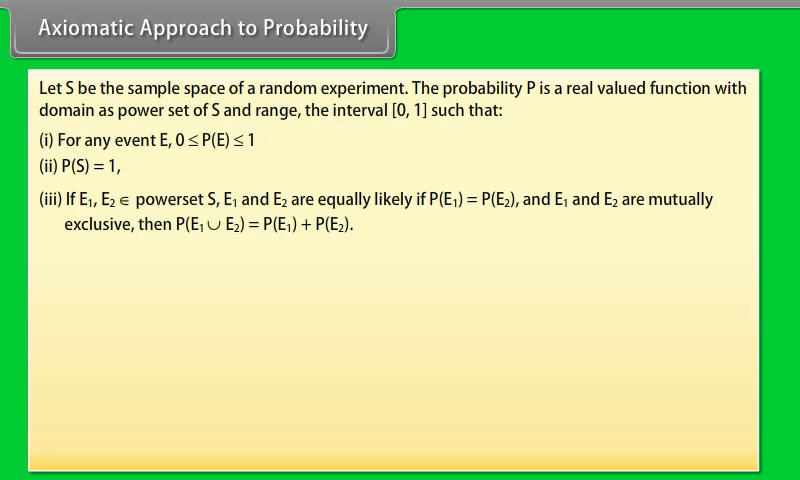 Axiomatic Approach to Probability
Let S be the sample space of a random experiment. The probability P is a real valued function with
domain as power set of S and range, the interval [0, 1] such that:
(i) For any event E, 0 ≤ P(E) ≤ 1
(ii) P(S) = 1,
(iii) If E₁, E₂ ∈ powerset S, E₁ and E₂ are equally likely if P(E₁) = P(E₂), and E₁ and E₂ are mutually
exclusive, then P(E₁ ∪ E₂) = P(E₁) + P(E₂).